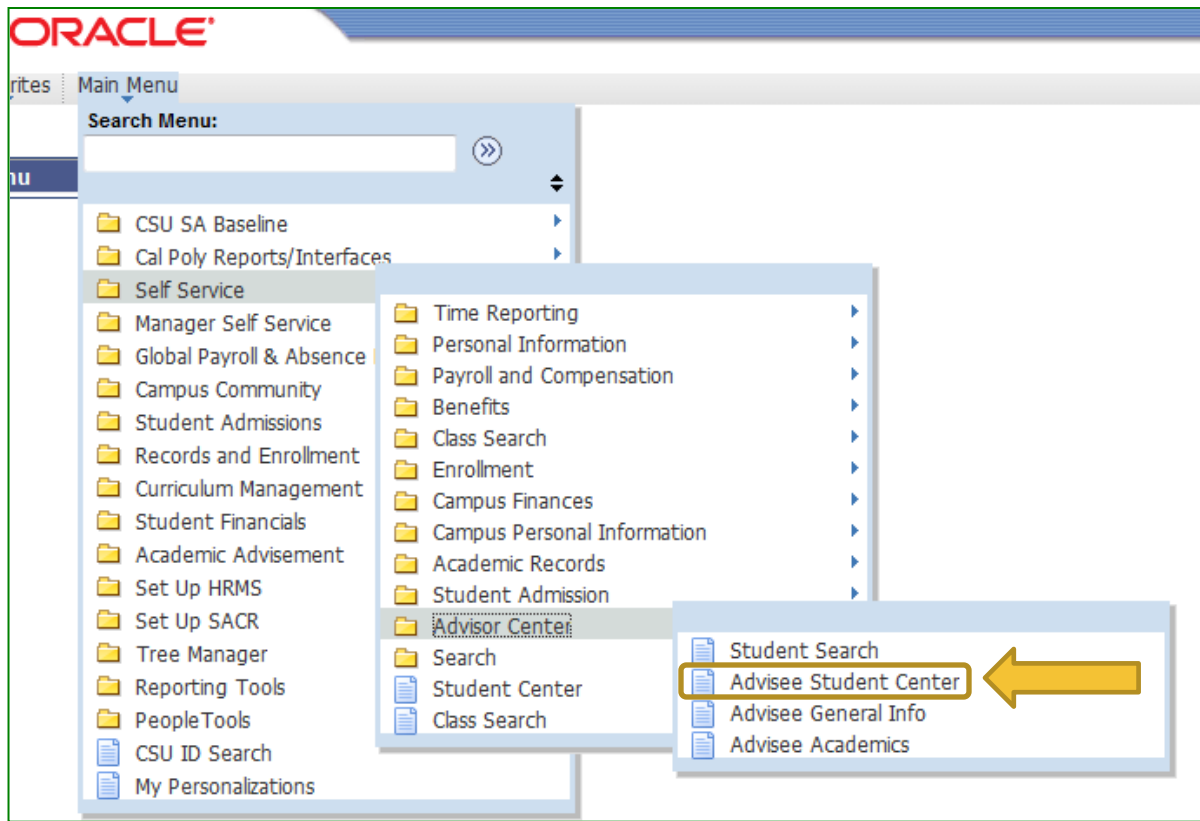 ORACLE
rites Main Menu
Search Menu:
nu
CSU SA Baseline
Cal Poly Reports/Interfaces
Self Service
Manager Self Service
Global Payroll & Absence
Campus Community
Student Admissions
Records and Enrollment
Curriculum Management
Student Financials
Academic Advisement
Set Up HRMS
Set Up SACR
Tree Manager
Reporting Tools
PeopleTools
CSU ID Search
My Personalizations
Time Reporting
Personal Information
Payroll and Compensation
Benefits
Class Search
Enrollment
Campus Finances
Campus Personal Information
Academic Records
Student Admission
Advisor Center
Search
Student Center
Class Search
Student Search
Advisee Student Center
Advisee General Info
Advisee Academics